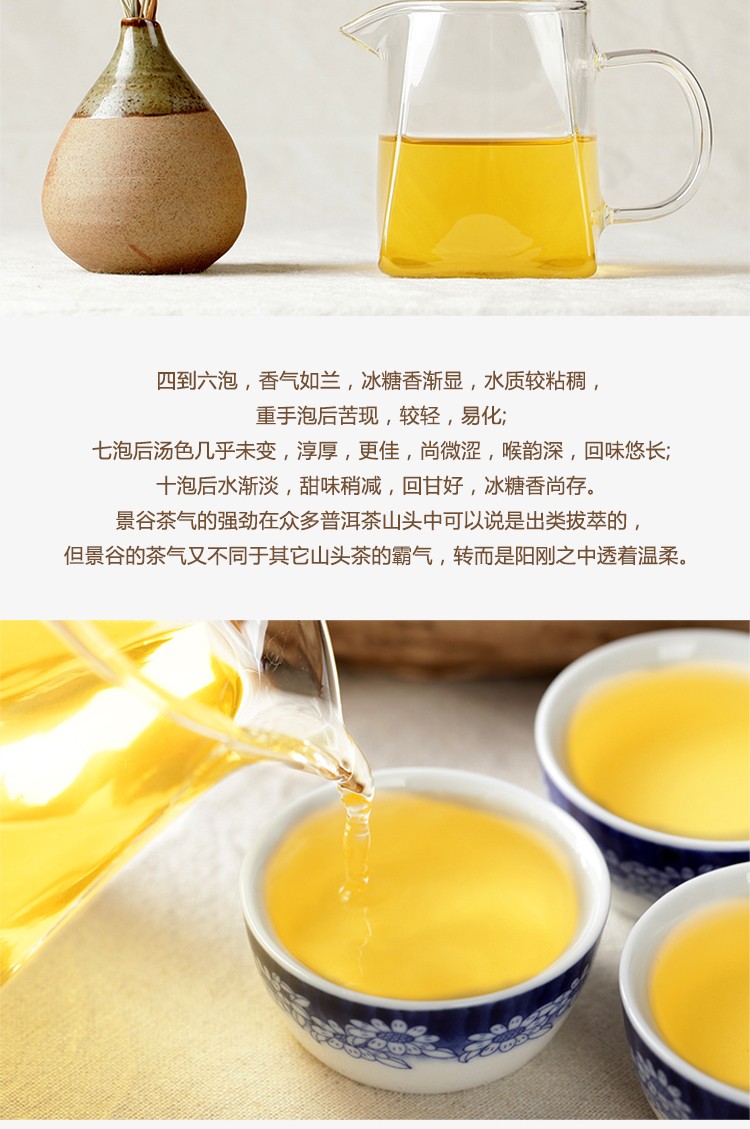 四到六泡，香气如兰，冰糖香渐显，水质较粘稠，
重手泡后苦现，较轻，易化;
七泡后汤色几乎未变，淳厚，更佳，尚微涩，喉韵深，回味悠长;
十泡后水渐淡，甜味稍减，回甘好，冰糖香尚存。
景谷茶气的强劲在众多普洱茶山头中可以说是出类拔萃的，
但景谷的茶气又不同于其它山头茶的霸气，转而是阳刚之中透着温柔。